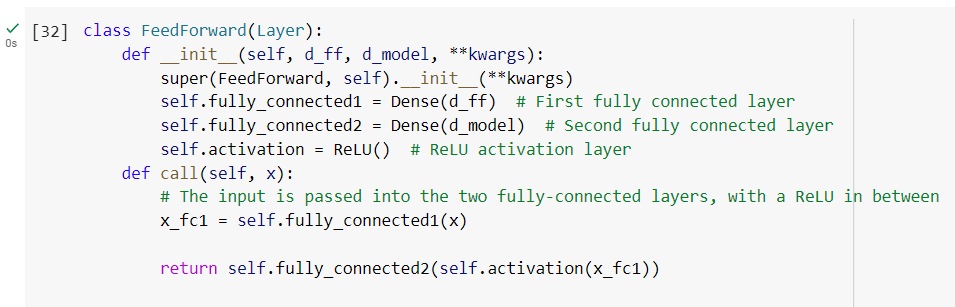 ✓ [32] class FeedForward(Layer):
0s def __init__(self, d_ff, d_model, **kwargs):
super(FeedForward, self).__init__(**kwargs)
self.fully_connected1 = Dense(d_ff)  # First fully connected layer
self.fully_connected2 = Dense(d_model)  # Second fully connected layer
self.activation = ReLU()  # ReLU activation layer
def call(self, x):
# The input is passed into the two fully-connected layers, with a ReLU in between
x_fc1 = self.fully_connected1(x)
return self.fully_connected2(self.activation(x_fc1))